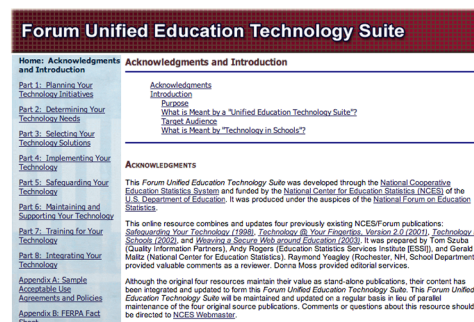 Forum Unified Education Technology Suite
Home: Acknowledgments
and Introduction
Part 1: Planning Your
Technology Initiatives
Part 2: Determining Your
Technology Needs
Part 3: Selecting Your
Technology Solutions
Part 4: Implementing Your
Technology
Part 5: Safeguarding Your
Technology
Part 6: Maintaining and
Supporting Your Technology
Part 7: Training for Your
Technology
Part 8: Integrating Your
Technology
Appendix A: Sample
Acceptable Use
Agreements and Policies
Appendix B: FERPA Fact
Sheet
Acknowledgments and Introduction
Acknowledgments
Introduction
Purpose
What is Meant by a "Unified Education Technology Suite"?
Target Audience
What is Meant by "Technology in Schools"?
ACKNOWLEDGMENTS
This Forum Unified Education Technology Suite was developed through the National Cooperative
Education Statistics System and funded by the National Center for Education Statistics (NCES) of the
U.S. Department of Education. It was produced under the auspices of the National Forum on Education
Statistics.
This online resource combines and updates four previously existing NCES/Forum publications:
Safeguarding Your Technology (1998), Technology @ Your Fingertips, Version 2.0 (2001), Technology
Schools (2002), and Weaving a Secure Web around Education (2003). It was prepared by Tom Szuba
(Quality Information Partners), Andy Rogers (Education Statistics Services Institute [ESSI]), and Gerald
Malitz (National Center for Education Statistics). Raymond Yeagley (Rochester, NH, School Department
provided valuable comments as a reviewer. Donna Moss provided editorial services.
Although the original four resources maintain their value as stand-alone publications, their content has
been integrated and updated to form this Forum Unified Education Technology Suite. This Forum Unified
Education Technology Suite will be maintained and updated on a regular basis in lieu of parallel
maintenance of the four original source publications. Comments or questions about this resource should
be directed to NCES Webmaster.